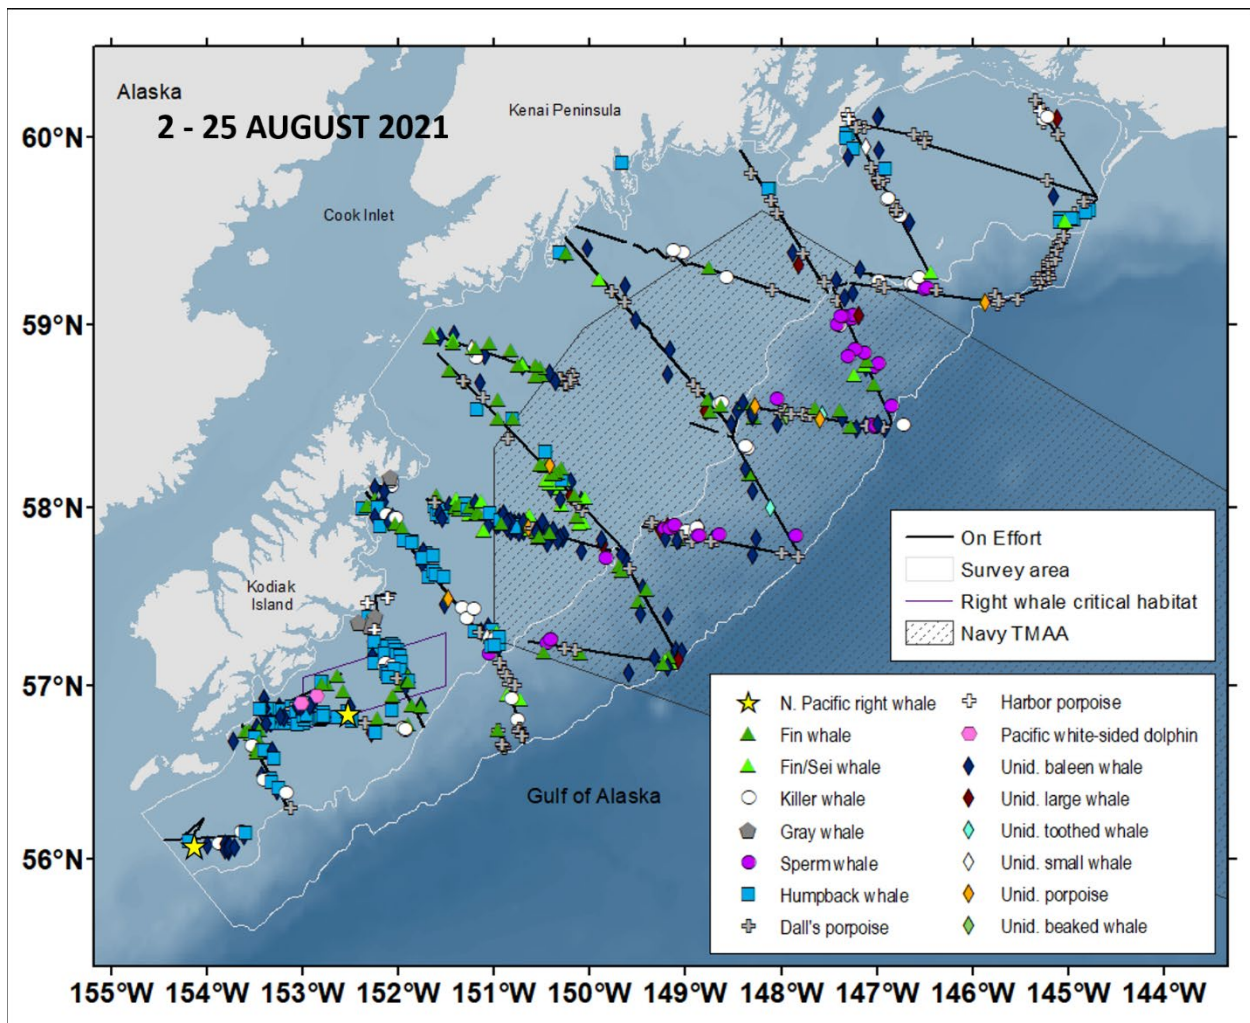 Alaska
2 - 25 AUGUST 2021
Kenai Peninsula
Cook Inlet
Kodiak
Island
Gulf of Alaska
60°N
59°N
58°N
57°N
56°N
On Effort
Survey area
Right whale critical habitat
Navy TMAA
N. Pacific right whale
Fin whale
Fin/Sei whale
Killer whale
Gray whale
Sperm whale
Humpback whale
Dall's porpoise
Harbor porpoise
Pacific white-sided dolphin
Unid. baleen whale
Unid. large whale
Unid. toothed whale
Unid. small whale
Unid. porpoise
Unid. beaked whale
155°W 154°W 153°W 152°W 151°W 150°W 149°W 148°W 147°W 146°W 145°W 144°W